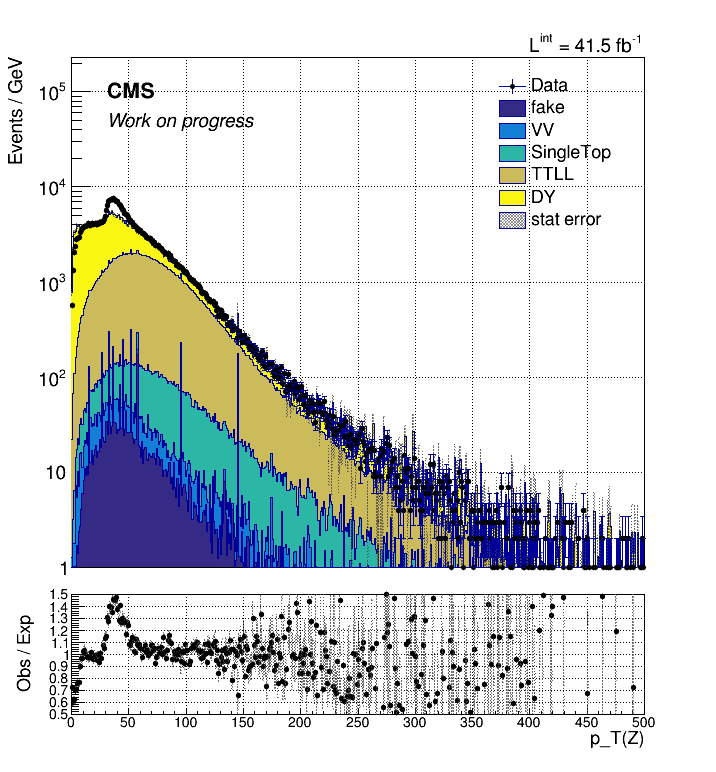 L^int = 41.5 fb^-1
Events / GeV
CMS
Work on progress
Data
fake
VV
SingleTop
TTLL
DY
stat error
10^5
10^4
10^3
10^2
10
1
Obs / Exp
1.5
1.4
1.3
1.2
1.1
1
0.9
0.8
0.7
0.6
0.5
0 50 100 150 200 250 300 350 400 450 500
p_T(Z)